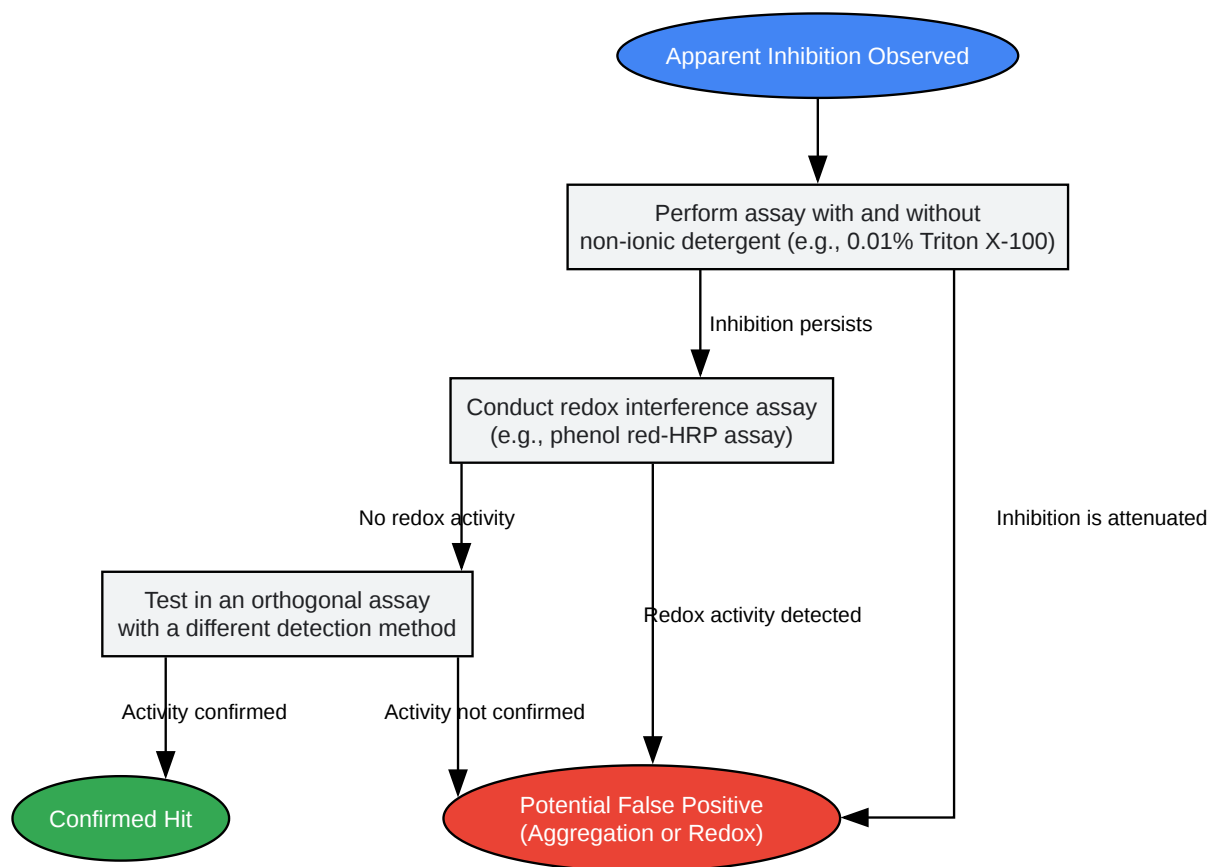 Apparent Inhibition Observed
Perform assay with and without
non-ionic detergent (e.g., 0.01% Triton X-100)
Inhibition persists
Conduct redox interference assay
(e.g., phenol red-HRP assay)
No redox activity
Inhibition is attenuated
Test in an orthogonal assay
with a different detection method
Redox activity detected
Activity confirmed
Activity not confirmed
Confirmed Hit
Potential False Positive
(Aggregation or Redox)